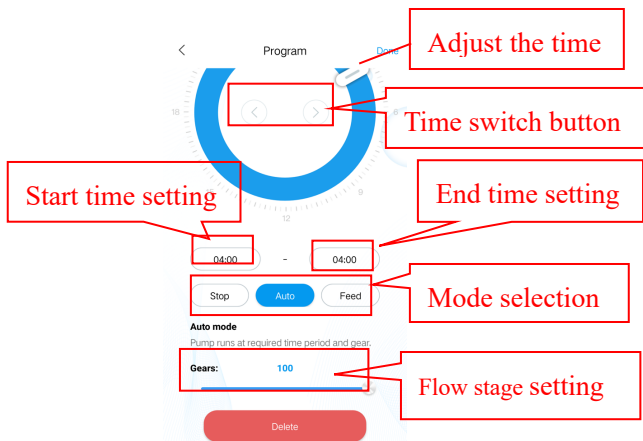 Program
Done
Adjust the time
18
6
Time switch button
9
12
Start time setting
End time setting
04:00 - 04:00
Stop
Auto
Feed
Mode selection
Auto mode
Pump runs at required time period and gear.
Gears: 100
Flow stage setting
Delete